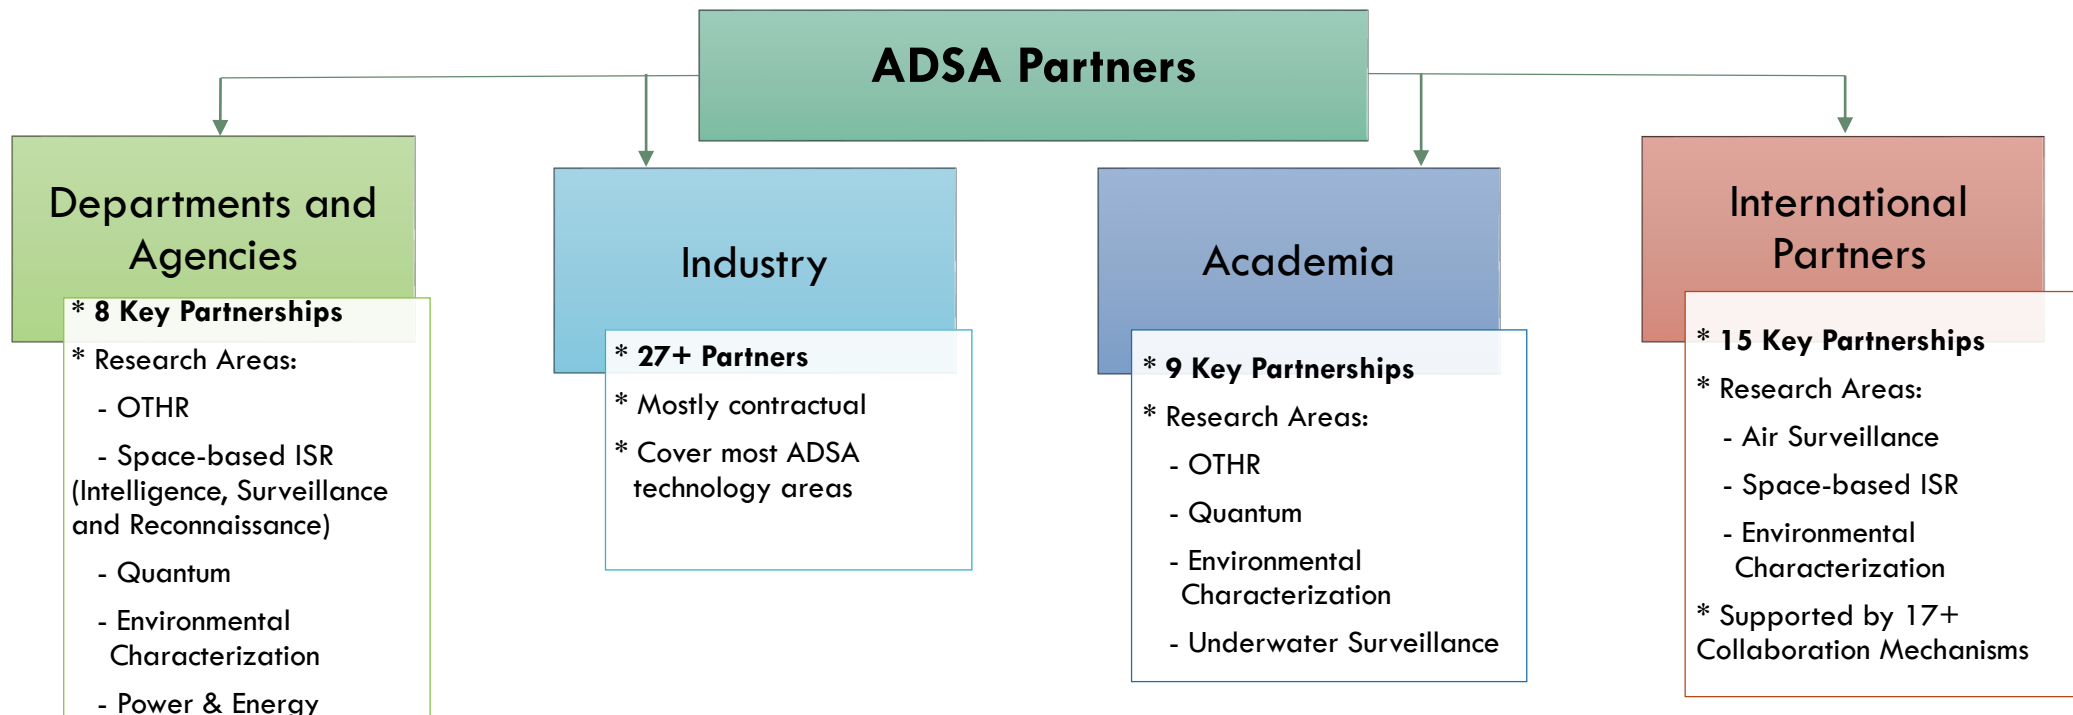 ADSA Partners
Departments and
Agencies
* 8 Key Partnerships
* Research Areas:
- OTHR
- Space-based ISR
(Intelligence, Surveillance
and Reconnaissance)
- Quantum
- Environmental
Characterization
- Power & Energy
Industry
* 27+ Partners
* Mostly contractual
* Cover most ADSA
technology areas
Academia
* 9 Key Partnerships
* Research Areas:
- OTHR
- Quantum
- Environmental
Characterization
- Underwater Surveillance
International
Partners
* 15 Key Partnerships
* Research Areas:
- Air Surveillance
- Space-based ISR
- Environmental
Characterization
* Supported by 17+
Collaboration Mechanisms